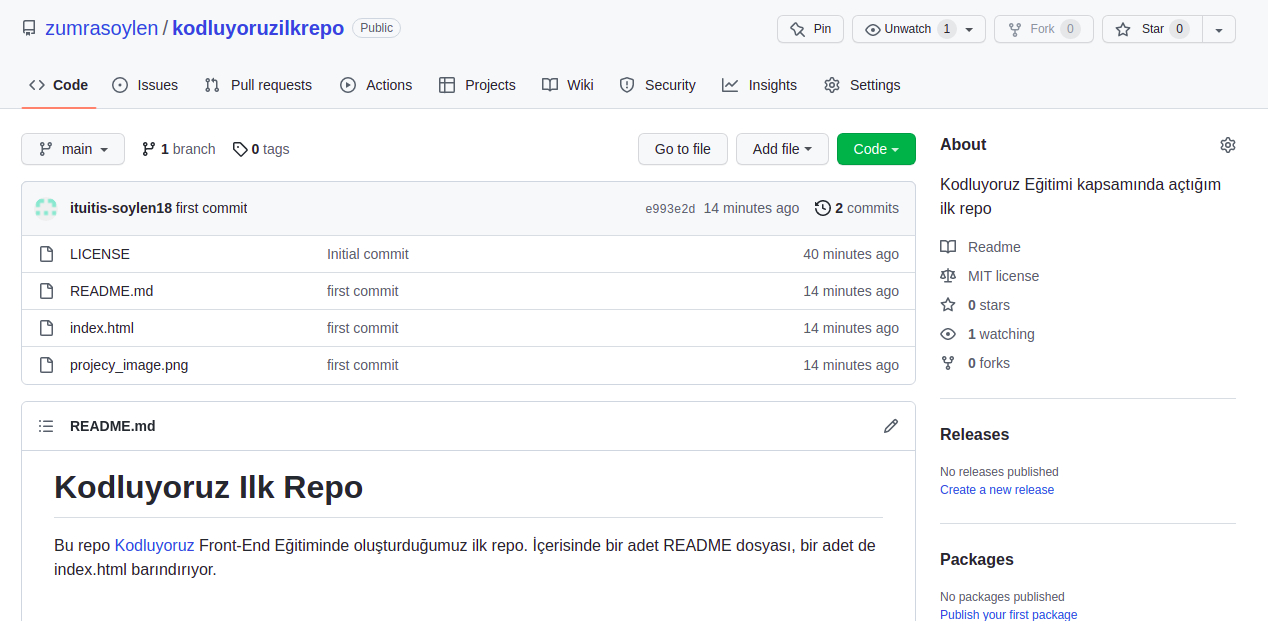 zumrasoylen / kodluyoruzilkrepo Public Pin Unwatch 1 Fork 0 Star 0
Code Issues Pull requests Actions Projects Wiki Security Insights Settings
main 1 branch 0 tags Go to file Add file Code
ituitis-soylen18 first commit e993e2d 14 minutes ago 2 commits
LICENSE Initial commit 40 minutes ago
README.md first commit 14 minutes ago
index.html first commit 14 minutes ago
projecy_image.png first commit 14 minutes ago
README.md
Kodluyoruz Ilk Repo
Bu repo Kodluyoruz Front-End Eğitiminde oluşturduğumuz ilk repo. İçerisinde bir adet README dosyası, bir adet de
index.html barındırıyor.
About
Kodluyoruz Eğitimi kapsamında açtığım
ilk repo
Readme
MIT license
0 stars
1 watching
0 forks
Releases
No releases published
Create a new release
Packages
No packages published
Publish your first package